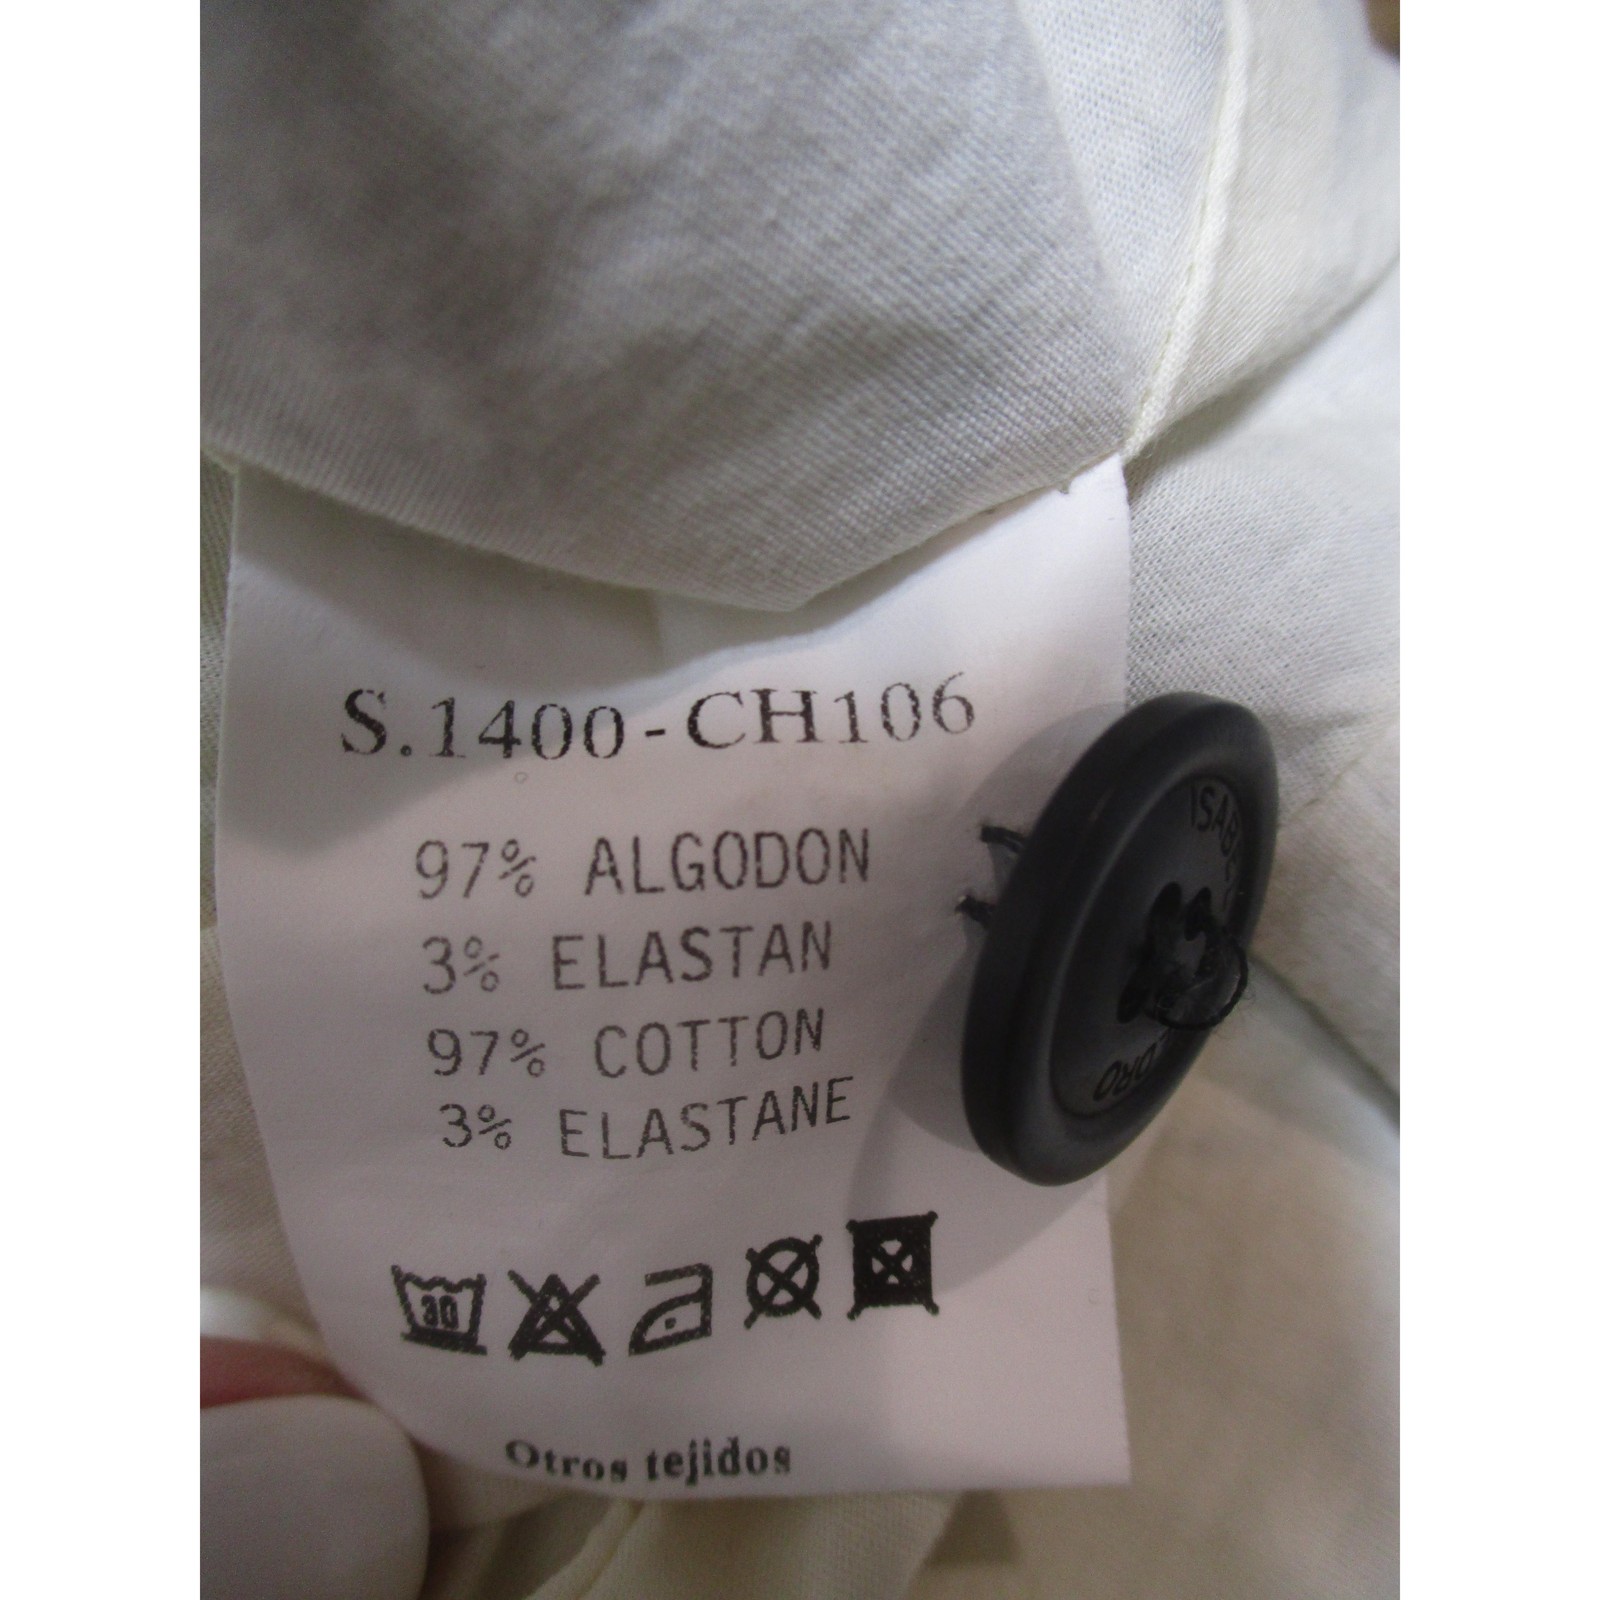 S.1400-CH106
97% ALGODON
3% ELASTAN
97% COTTON
3% ELASTANE
30
Otros tejidos